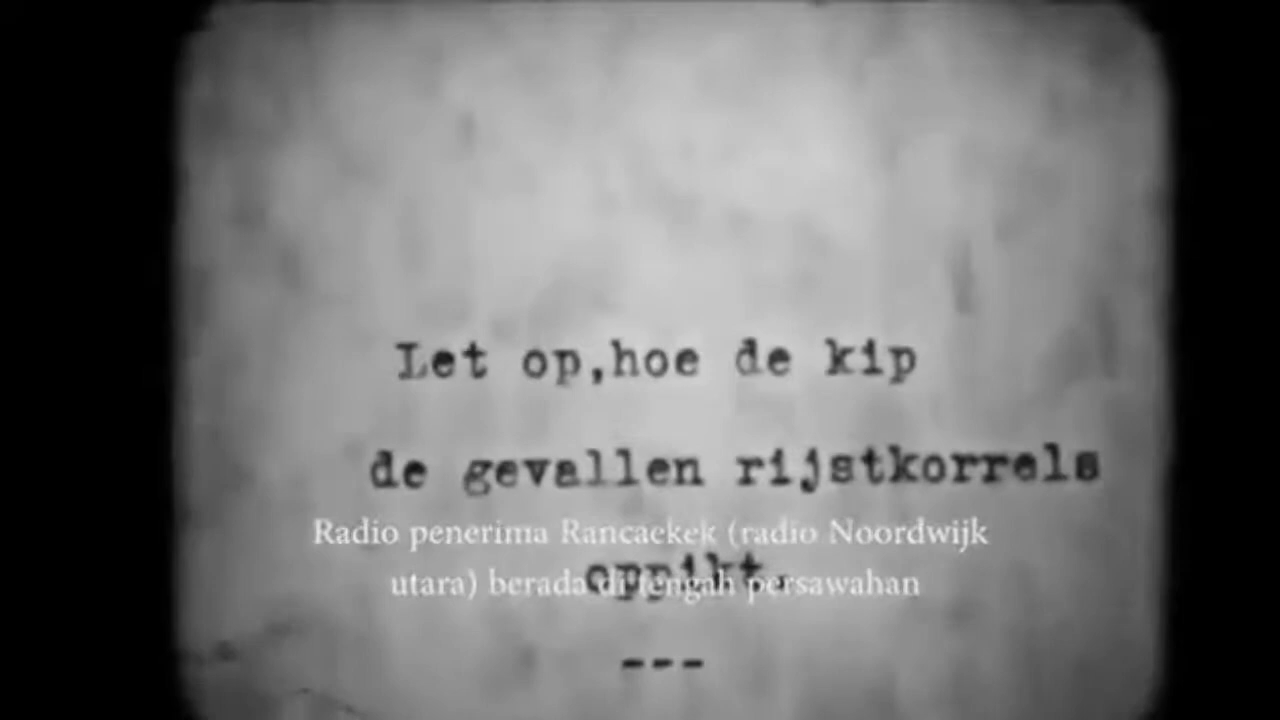 Let op,hoe de kip
de gevallen rijstkorrels
Radio penerima Rancaekek (radio Noordwijk
oppikt.
utara) berada di tengah persawahan
---